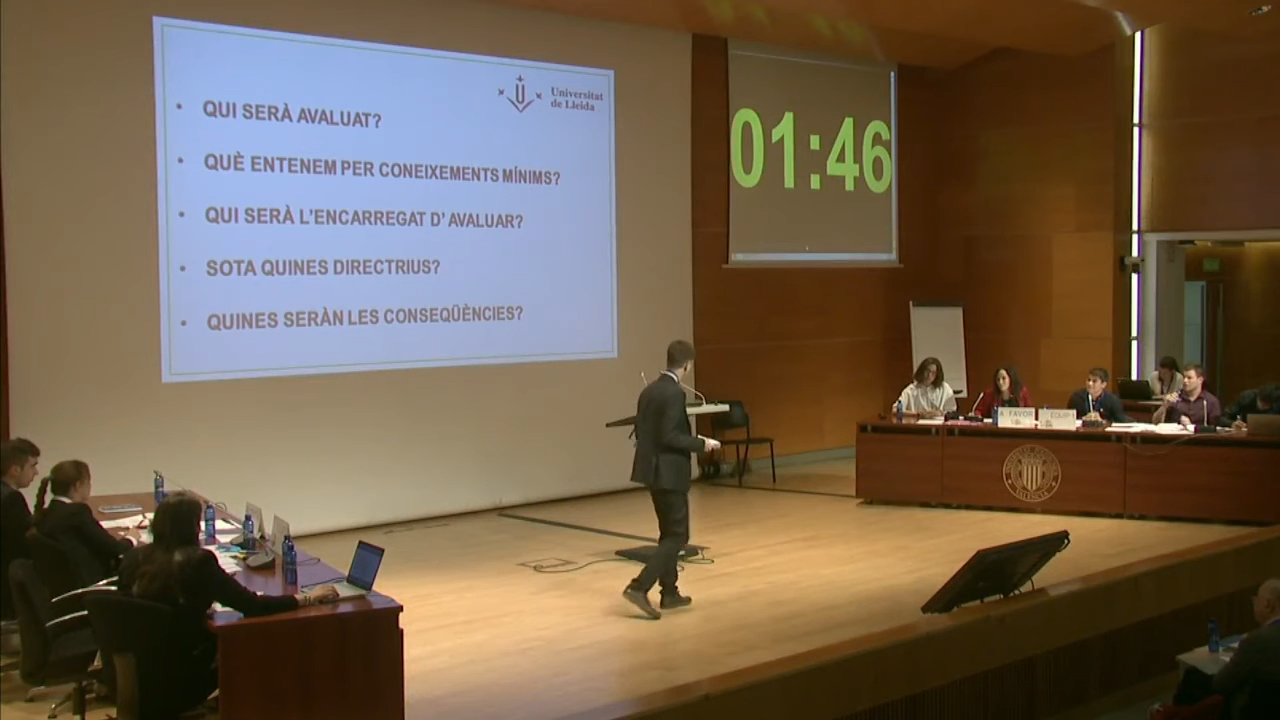 Universitat
de Lleida
• QUI SERÀ AVALUAT?
• QUÈ ENTENEM PER CONEIXEMENTS MÍNIMS?
• QUI SERÀ L'ENCARREGAT D' AVALUAR?
• SOTA QUINES DIRECTRIUS?
• QUINES SERÀN LES CONSEQÜÈNCIES?
01:46
A FAVOR
EQUIP